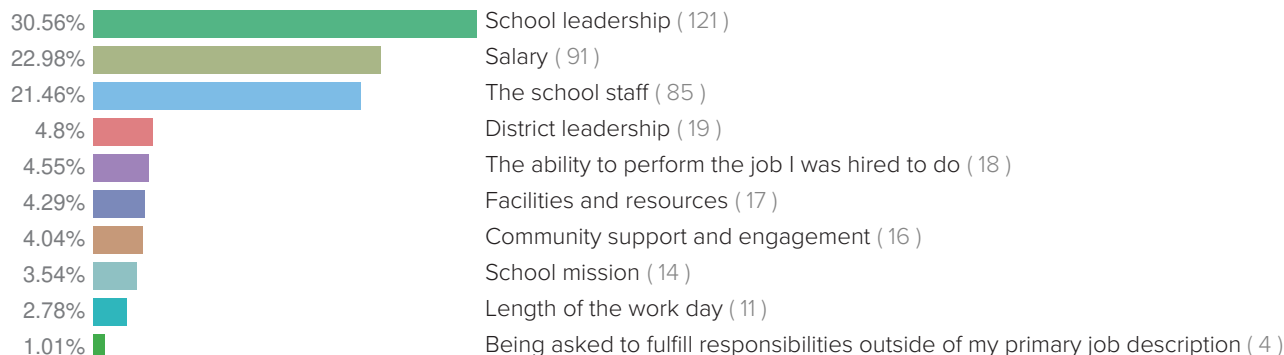 30.56% School leadership ( 121 )
22.98% Salary ( 91 )
21.46% The school staff ( 85 )
4.8% District leadership ( 19 )
4.55% The ability to perform the job I was hired to do ( 18 )
4.29% Facilities and resources ( 17 )
4.04% Community support and engagement ( 16 )
3.54% School mission ( 14 )
2.78% Length of the work day ( 11 )
1.01% Being asked to fulfill responsibilities outside of my primary job description ( 4 )